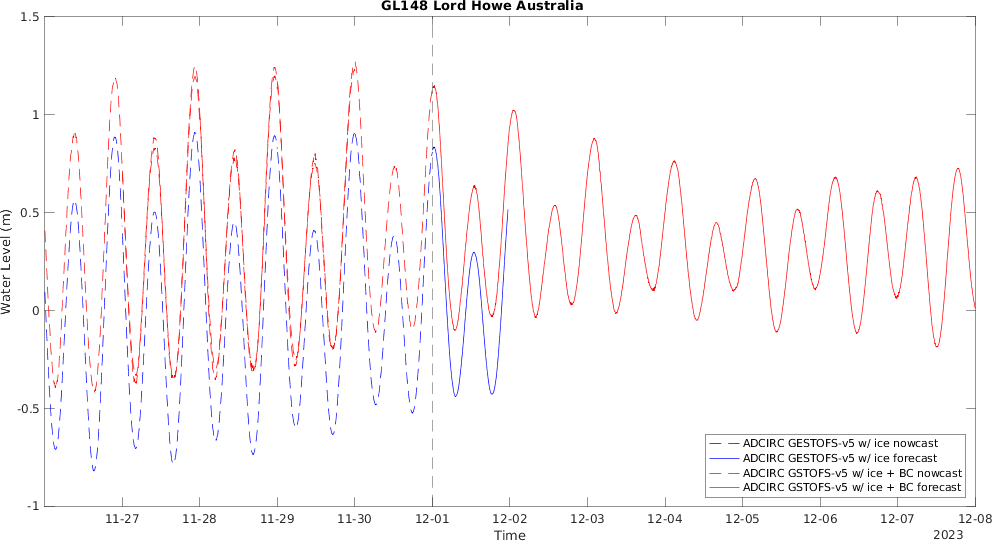 GL148 Lord Howe Australia
1.5
1
0.5
0
-0.5
-1
Water Level (m)
11-27 11-28 11-29 11-30 12-01 12-02 12-03 12-04 12-05 12-06 12-07 12-08
Time
2023
ADCIRC GESTOFS-v5 w/ ice nowcast
ADCIRC GESTOFS-v5 w/ ice forecast
ADCIRC GSTOFS-v5 w/ ice + BC nowcast
ADCIRC GSTOFS-v5 w/ ice + BC forecast